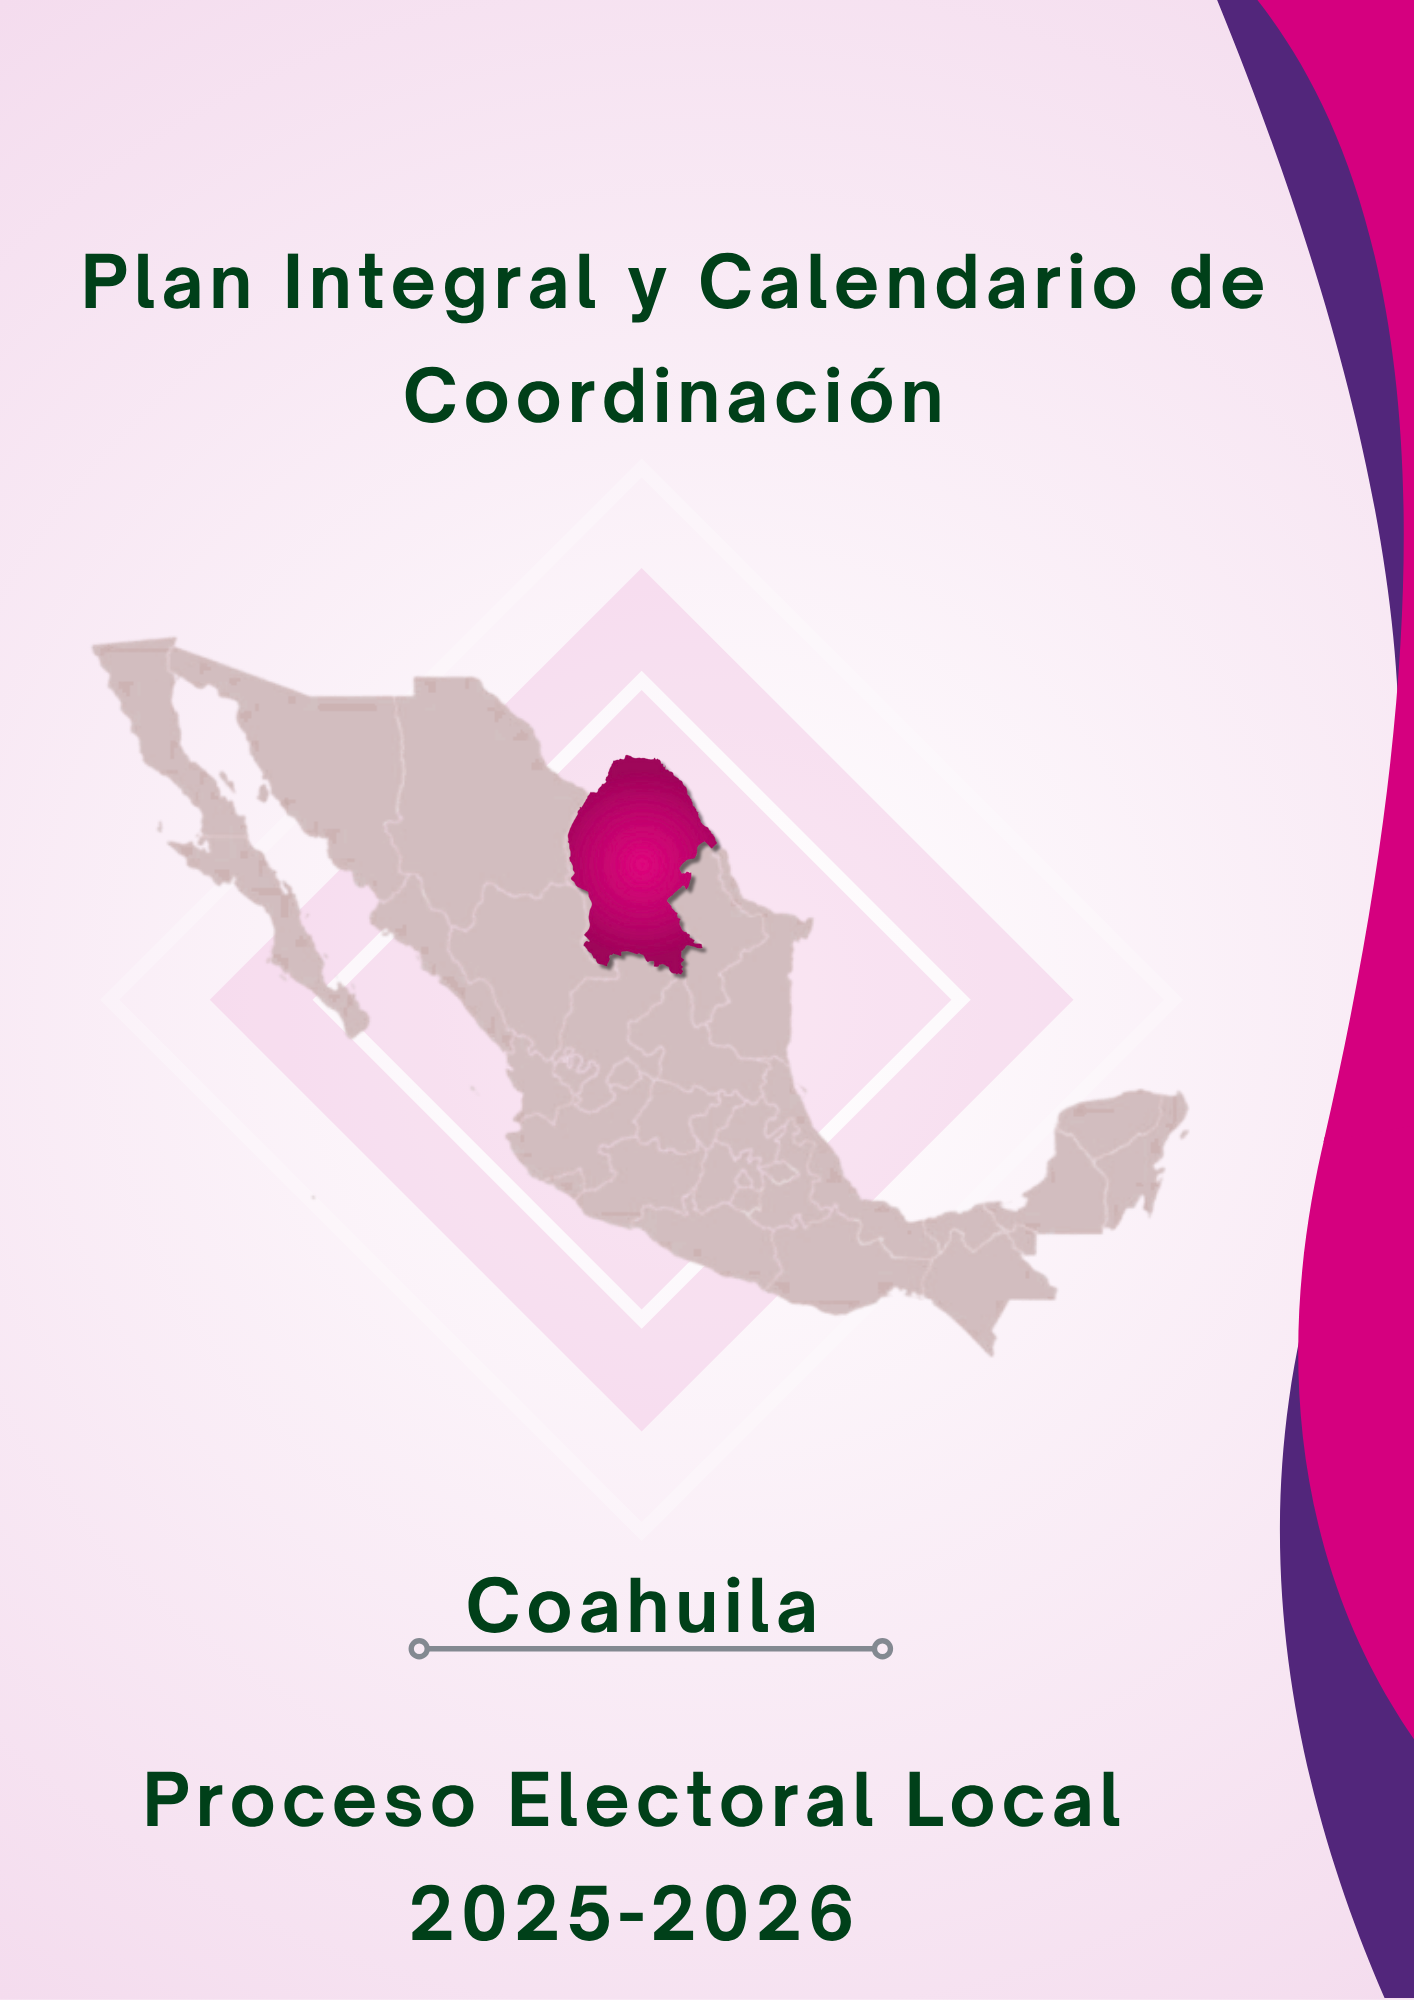 Plan Integral y Calendario de
Coordinación
Coahuila
Proceso Electoral Local
2025-2026